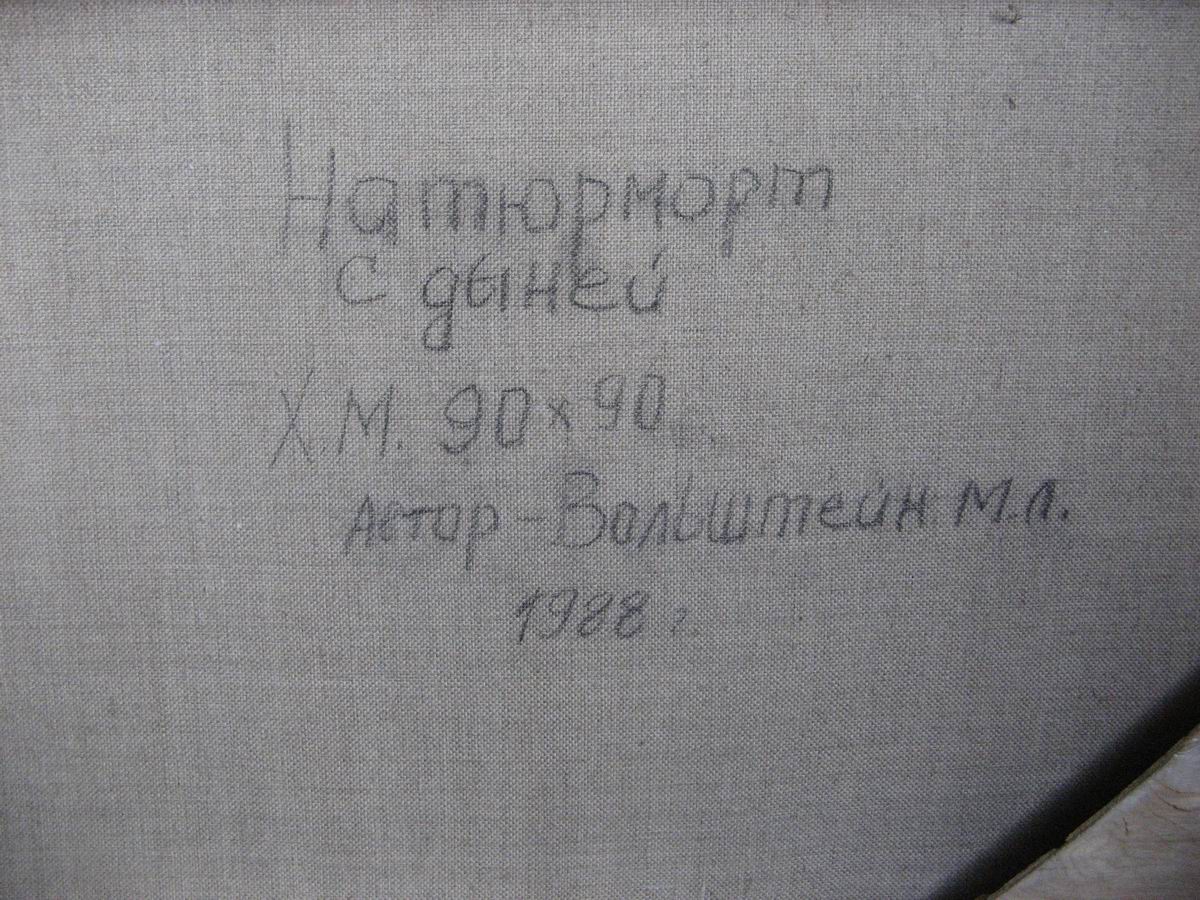 Натюрморт
с дыней
Х.М. 90×90
Автор – Вольштейн М.Л.
1988 г.